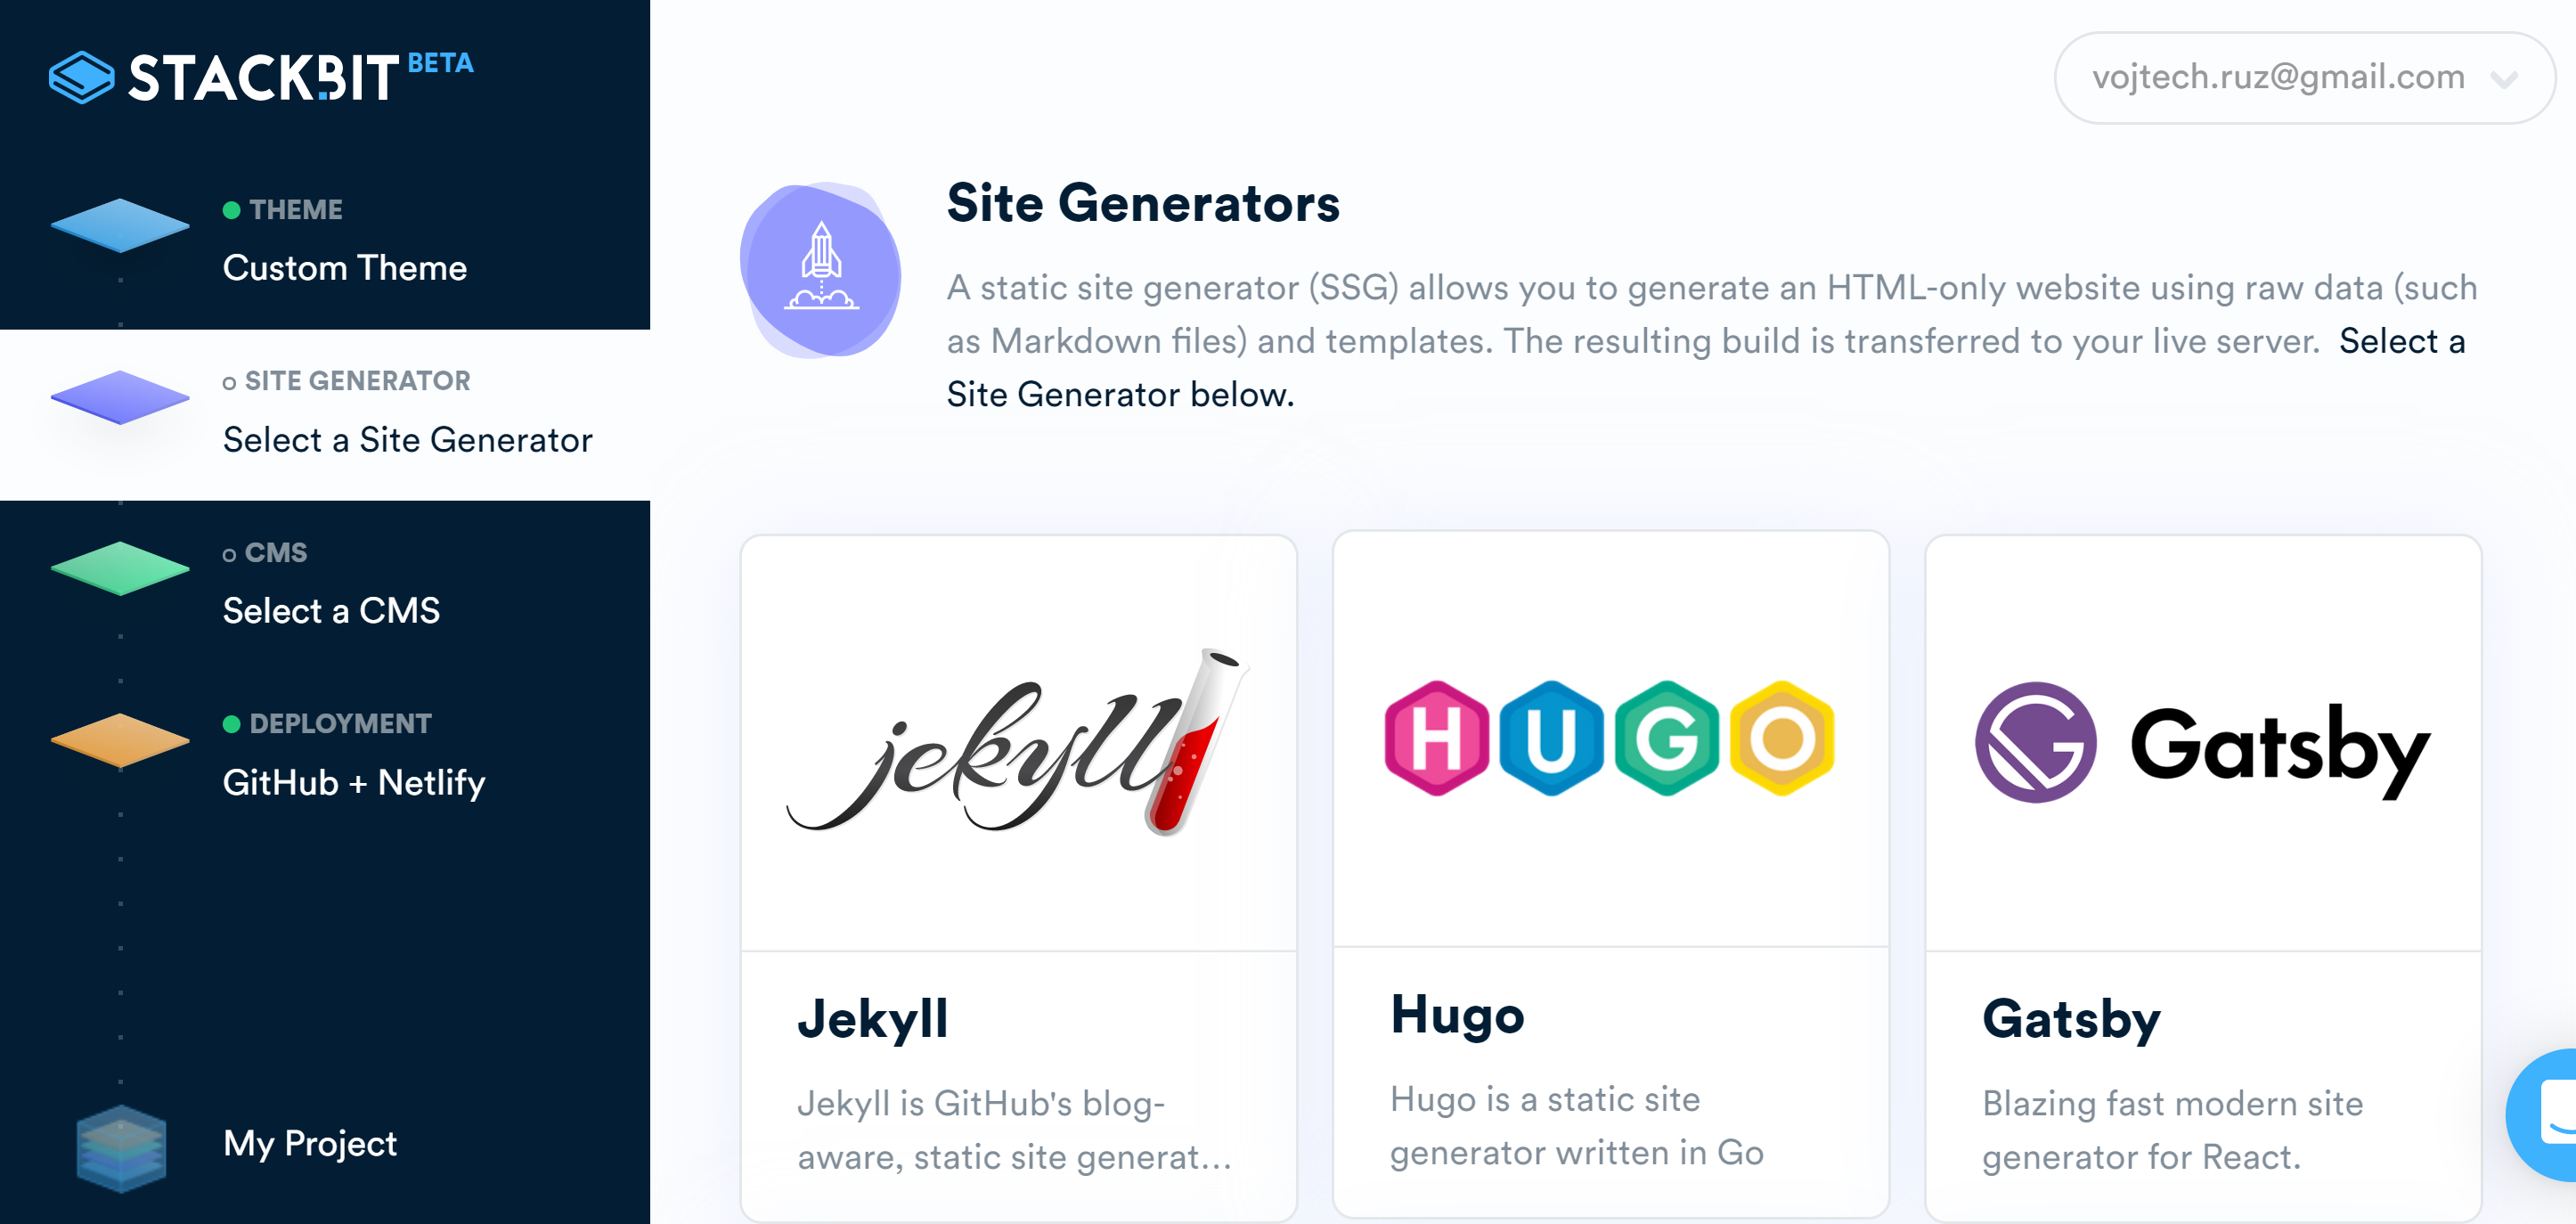 STACKBIT BETA
vojtech.ruz@gmail.com
THEME
Custom Theme
SITE GENERATOR
Select a Site Generator
CMS
Select a CMS
DEPLOYMENT
GitHub + Netlify
My Project
Site Generators
A static site generator (SSG) allows you to generate an HTML-only website using raw data (such
as Markdown files) and templates. The resulting build is transferred to your live server. Select a
Site Generator below.
jekyll
Jekyll
Jekyll is GitHub's blog-
aware, static site generat...
HUGO
Hugo
Hugo is a static site
generator written in Go
Gatsby
Gatsby
Blazing fast modern site
generator for React.